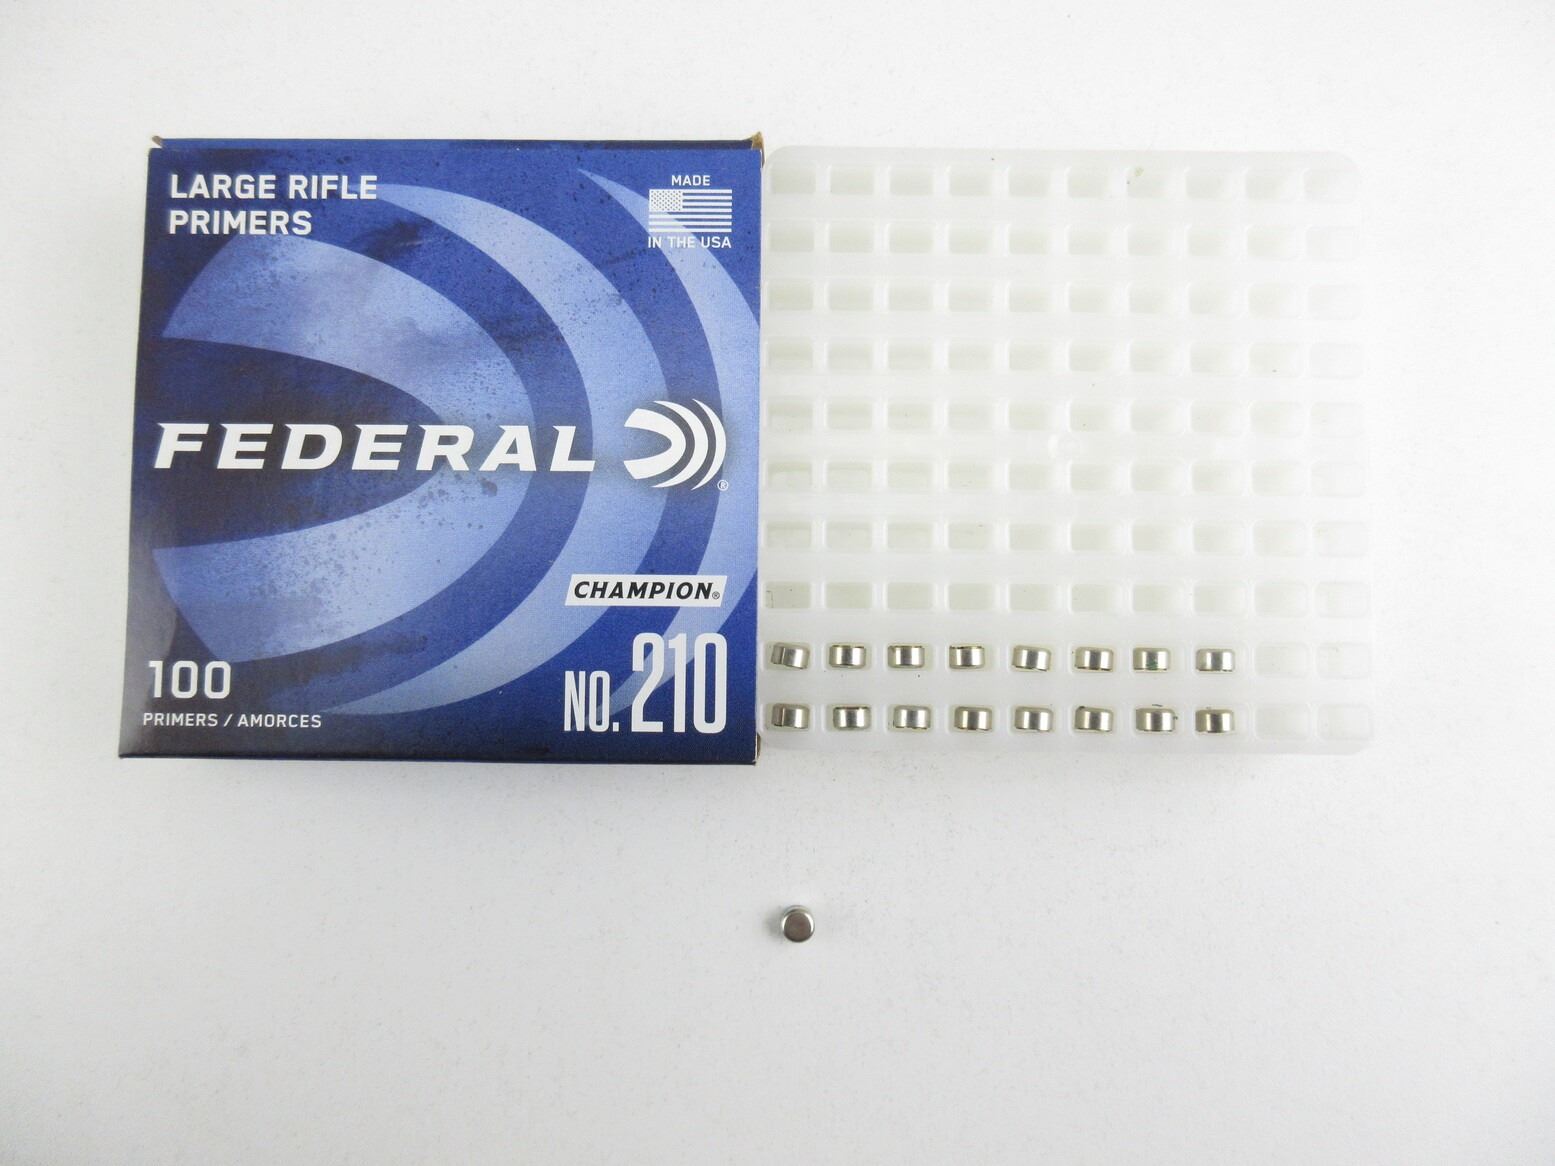 LARGE RIFLE
PRIMERS
MADE
IN THE USA
FEDERAL®
CHAMPION®
100
PRIMERS / AMORCES
NO. 210